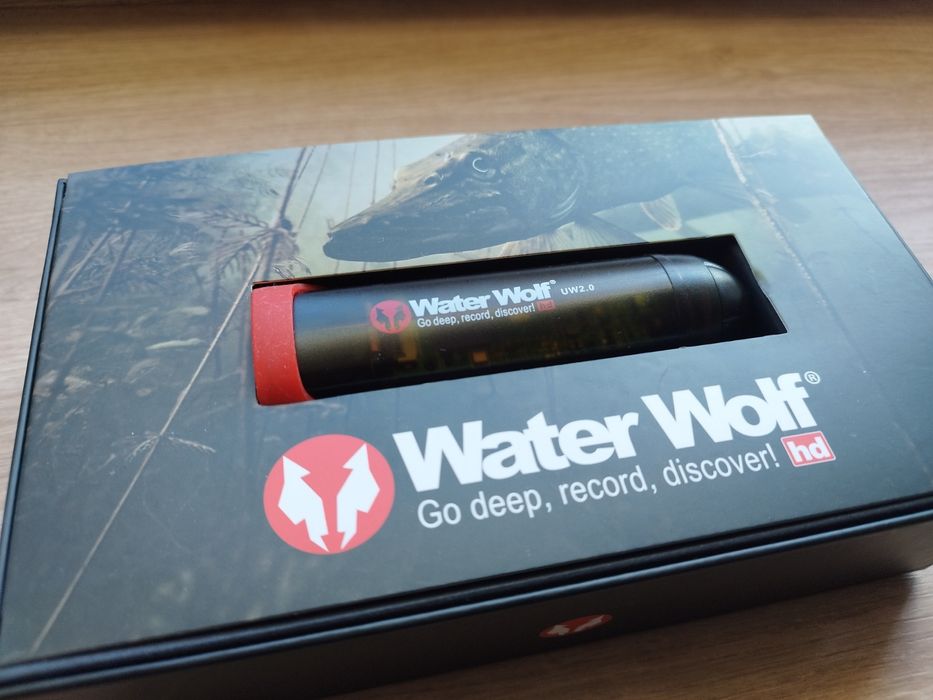 Water Wolf® UW2.0
Go deep, record, discover! hd
Water Wolf®
Go deep, record, discover! hd